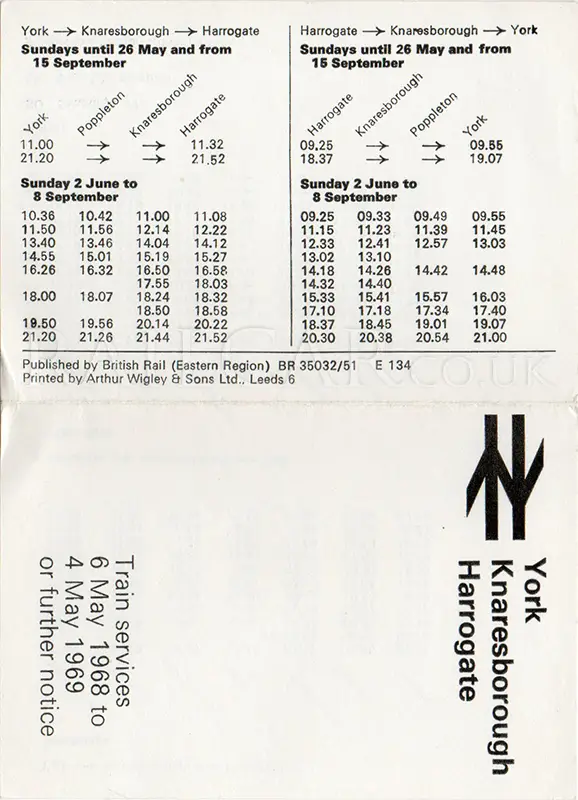 York → Knaresborough → Harrogate
Sundays until 26 May and from
15 September
York Poppleton Knaresborough Harrogate
11.00 → → 11.32
21.20 → → 21.52
Sunday 2 June to
8 September
10.36 10.42 11.00 11.08
11.50 11.56 12.14 12.22
13.40 13.46 14.04 14.12
14.55 15.01 15.19 15.27
16.26 16.32 16.50 16.58
17.55 18.03
18.00 18.07 18.24 18.32
18.50 18.58
19.50 19.56 20.14 20.22
21.20 21.26 21.44 21.52
Harrogate → Knaresborough → York
Sundays until 26 May and from
15 September
Harrogate Knaresborough Poppleton York
09.25 → → 09.55
18.37 → → 19.07
Sunday 2 June to
8 September
09.25 09.33 09.49 09.55
11.15 11.23 11.39 11.45
12.33 12.41 12.57 13.03
13.02 13.10
14.18 14.26 14.42 14.48
14.32 14.40
15.33 15.41 15.57 16.03
17.10 17.18 17.34 17.40
18.37 18.45 19.01 19.07
20.30 20.38 20.54 21.00
Published by British Rail (Eastern Region) BR 35032/51 E 134
Printed by Arthur Wigley & Sons Ltd., Leeds 6
RAILCAR.co.uk
York
Knaresborough
Harrogate
Train services
6 May 1968 to
4 May 1969
or further notice